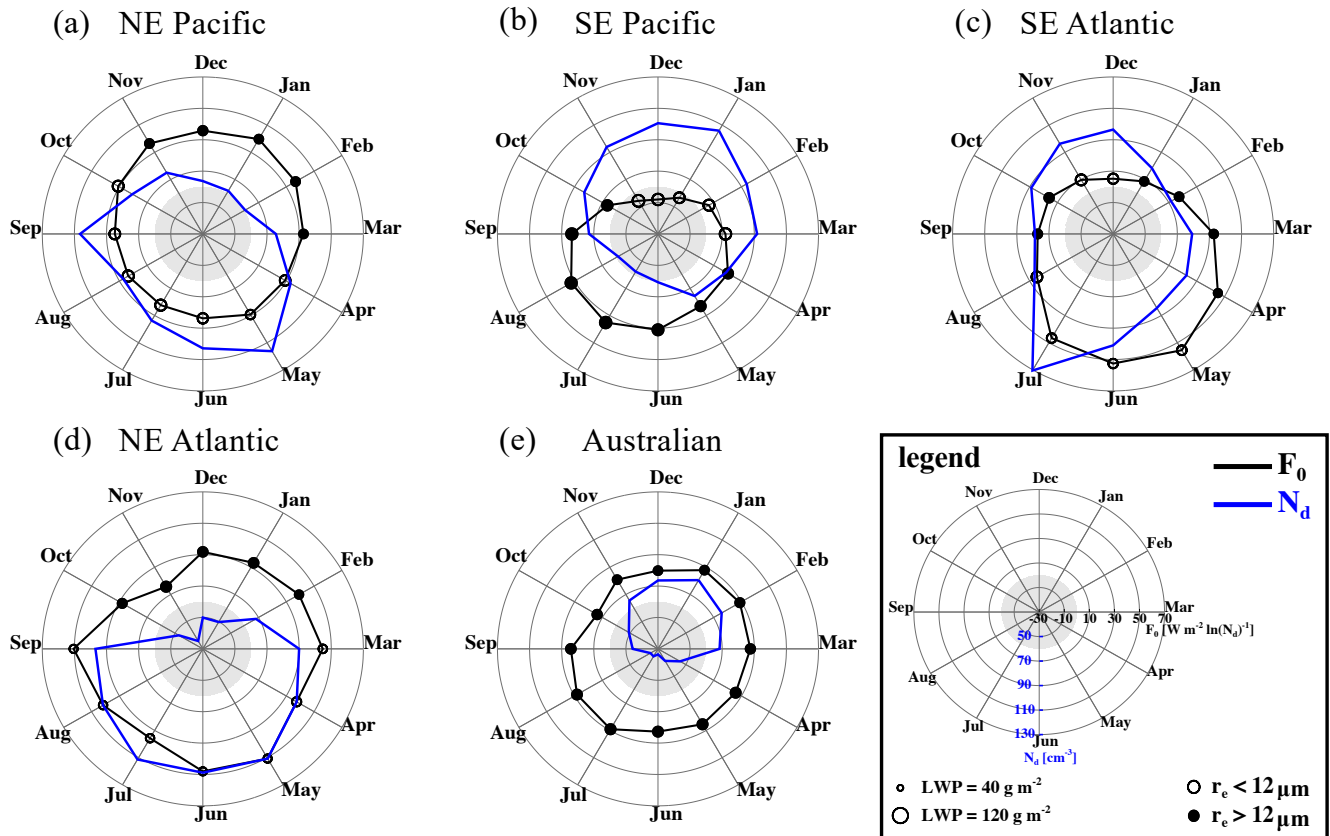 (a) NE Pacific
Dec
Nov Jan
Oct Feb
Sep Mar
Aug Apr
Jul May
Jun
(b) SE Pacific
Dec
Nov Jan
Oct Feb
Sep Mar
Aug Apr
Jul May
Jun
(c) SE Atlantic
Dec
Nov Jan
Oct Feb
Sep Mar
Aug Apr
Jul May
Jun
(d) NE Atlantic
Dec
Nov Jan
Oct Feb
Sep Mar
Aug Apr
Jul May
Jun
(e) Australian
Dec
Nov Jan
Oct Feb
Sep Mar
Aug Apr
Jul May
Jun
legend
F₀
N_d
Dec
Nov Jan
Oct Feb
Sep Mar
-30 -10 10 30 50 70
F₀ [W m⁻² ln(N_d)⁻¹]
50
70
90
110
130
Aug Apr
Jul May
Jun
N_d [cm⁻³]
LWP = 40 g m⁻²
LWP = 120 g m⁻²
r_e < 12 µm
r_e > 12 µm